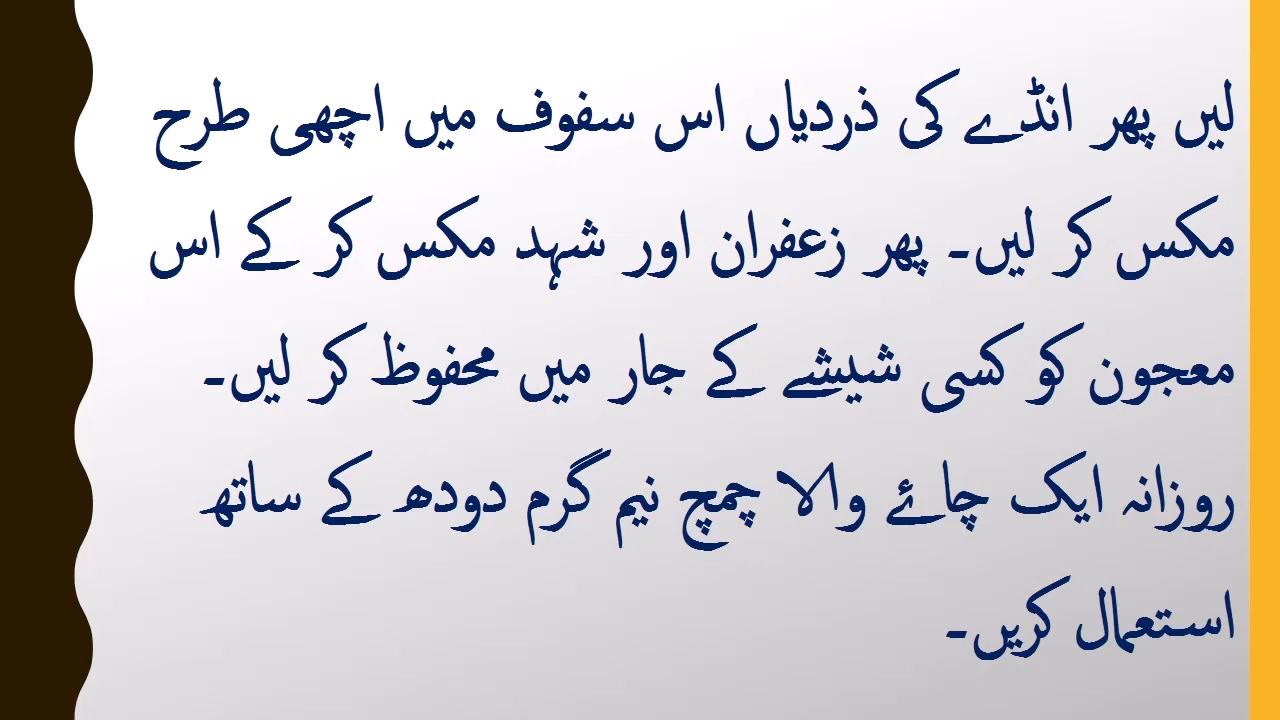 لیں پھر انڈے کی ذردیاں اس سفوف میں اچھی طرح
مکس کر لیں۔ پھر زعفران اور شہد مکس کر کے اس
معجون کو کسی شیشے کے جار میں محفوظ کر لیں۔
روزانہ ایک چاۓ والا چمچ نیم گرم دودھ کے ساتھ
استعمال کریں۔